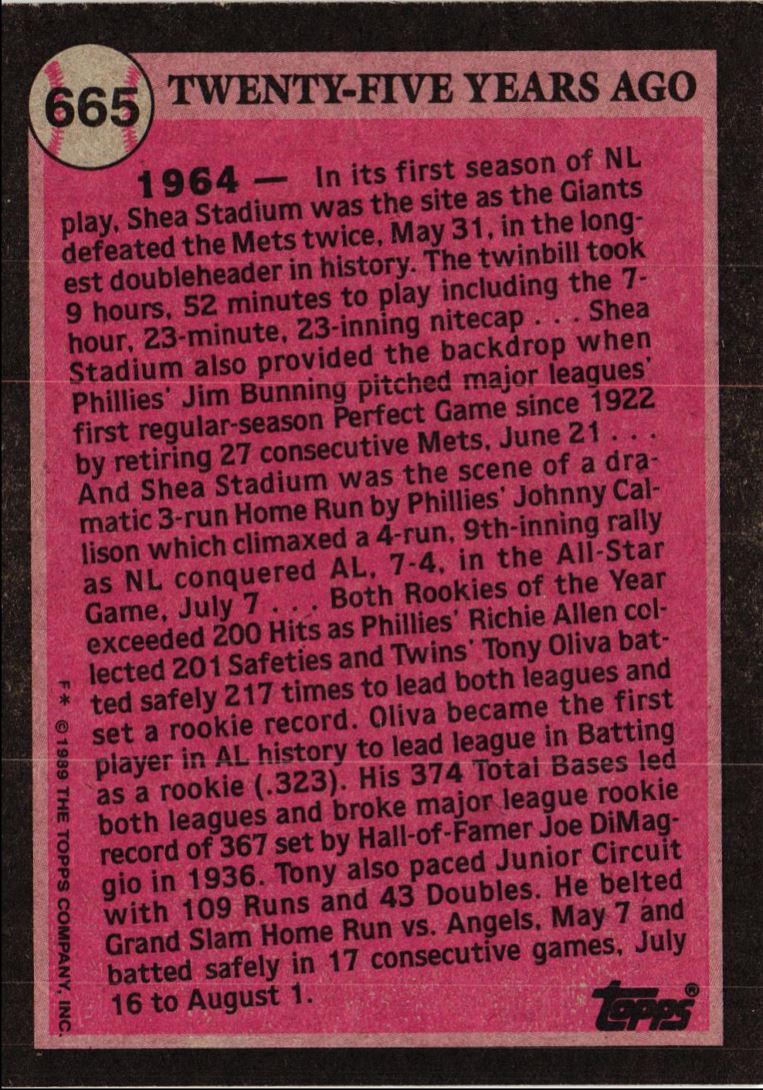 665
TWENTY-FIVE YEARS AGO
1964 — In its first season of NL
play, Shea Stadium was the site as the Giants
defeated the Mets twice, May 31, in the long-
est doubleheader in history. The twinbill took
9 hours, 52 minutes to play including the 7-
hour, 23-minute, 23-inning nitecap . . . Shea
Stadium also provided the backdrop when
Phillies' Jim Bunning pitched major leagues'
first regular-season Perfect Game since 1922
by retiring 27 consecutive Mets, June 21 . . .
And Shea Stadium was the scene of a dra-
matic 3-run Home Run by Phillies' Johnny Cal-
lison which climaxed a 4-run, 9th-inning rally
as NL conquered AL, 7-4, in the All-Star
Game, July 7 . . . Both Rookies of the Year
exceeded 200 Hits as Phillies' Richie Allen col-
lected 201 Safeties and Twins' Tony Oliva bat-
ted safely 217 times to lead both leagues and
set a rookie record. Oliva became the first
player in AL history to lead league in Batting
as a rookie (.323). His 374 Total Bases led
both leagues and broke major league rookie
record of 367 set by Hall-of-Famer Joe DiMag-
gio in 1936. Tony also paced Junior Circuit
with 109 Runs and 43 Doubles. He belted
Grand Slam Home Run vs. Angels, May 7 and
batted safely in 17 consecutive games, July
16 to August 1.
F* © 1989 THE TOPPS COMPANY, INC.
topps®